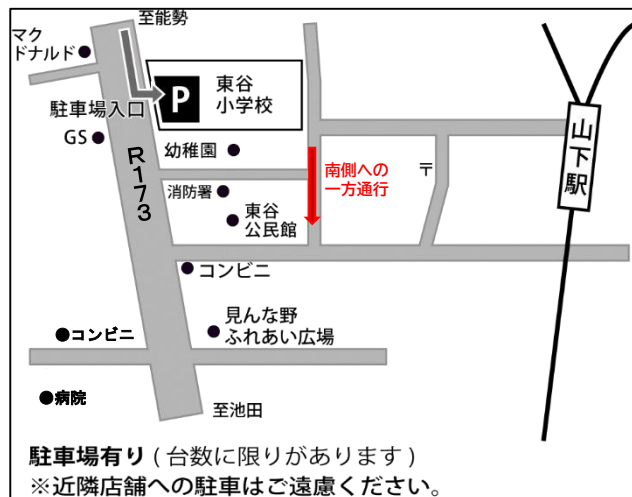 至能勢
マク
ドナルド
P
東谷
小学校
駐車場入口
GS
R173
幼稚園
南側への
一方通行
〒
山下駅
消防署
東谷
公民館
コンビニ
見んな野
ふれあい広場
コンビニ
病院
至池田
駐車場有り ( 台数に限りがあります )
※近隣店舗への駐車はご遠慮ください。